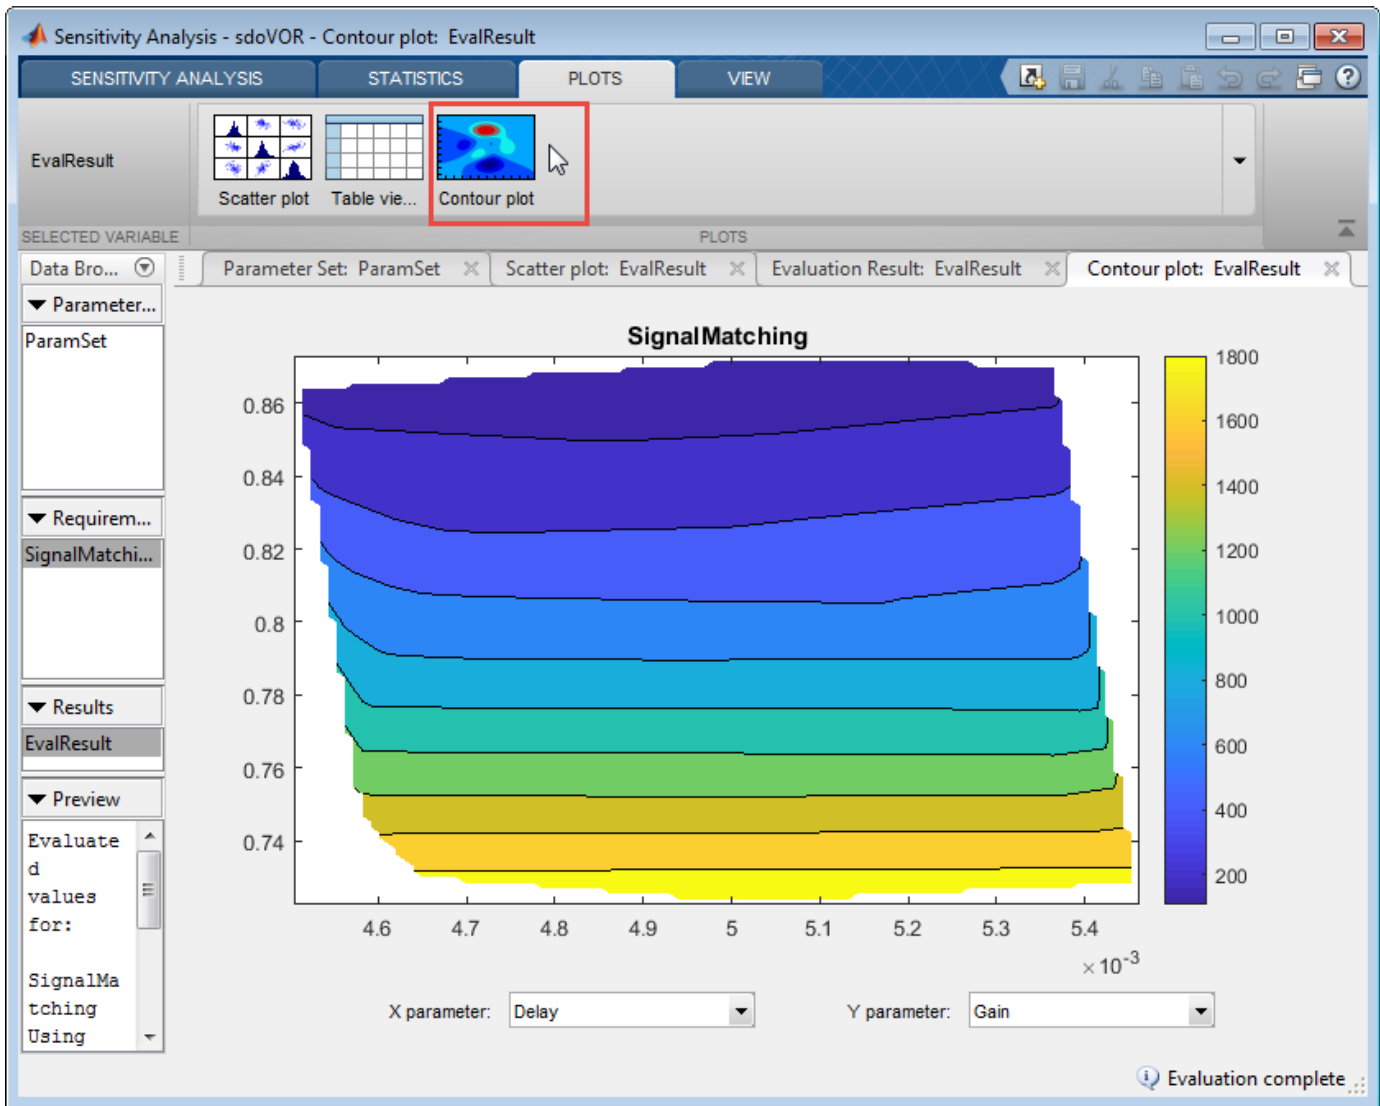 Sensitivity Analysis - sdoVOR - Contour plot: EvalResult
SENSITIVITY ANALYSIS STATISTICS PLOTS VIEW
EvalResult
Scatter plot Table vie... Contour plot
SELECTED VARIABLE PLOTS
Data Bro...
Parameter Set: ParamSet Scatter plot: EvalResult Evaluation Result: EvalResult Contour plot: EvalResult
Parameter...
ParamSet
Requirem...
SignalMatchi...
Results
EvalResult
Preview
Evaluate
d
values
for:
SignalMa
tching
Using
SignalMatching
0.86
0.84
0.82
0.8
0.78
0.76
0.74
4.6 4.7 4.8 4.9 5 5.1 5.2 5.3 5.4
×10⁻³
1800
1600
1400
1200
1000
800
600
400
200
X parameter: Delay Y parameter: Gain
Evaluation complete